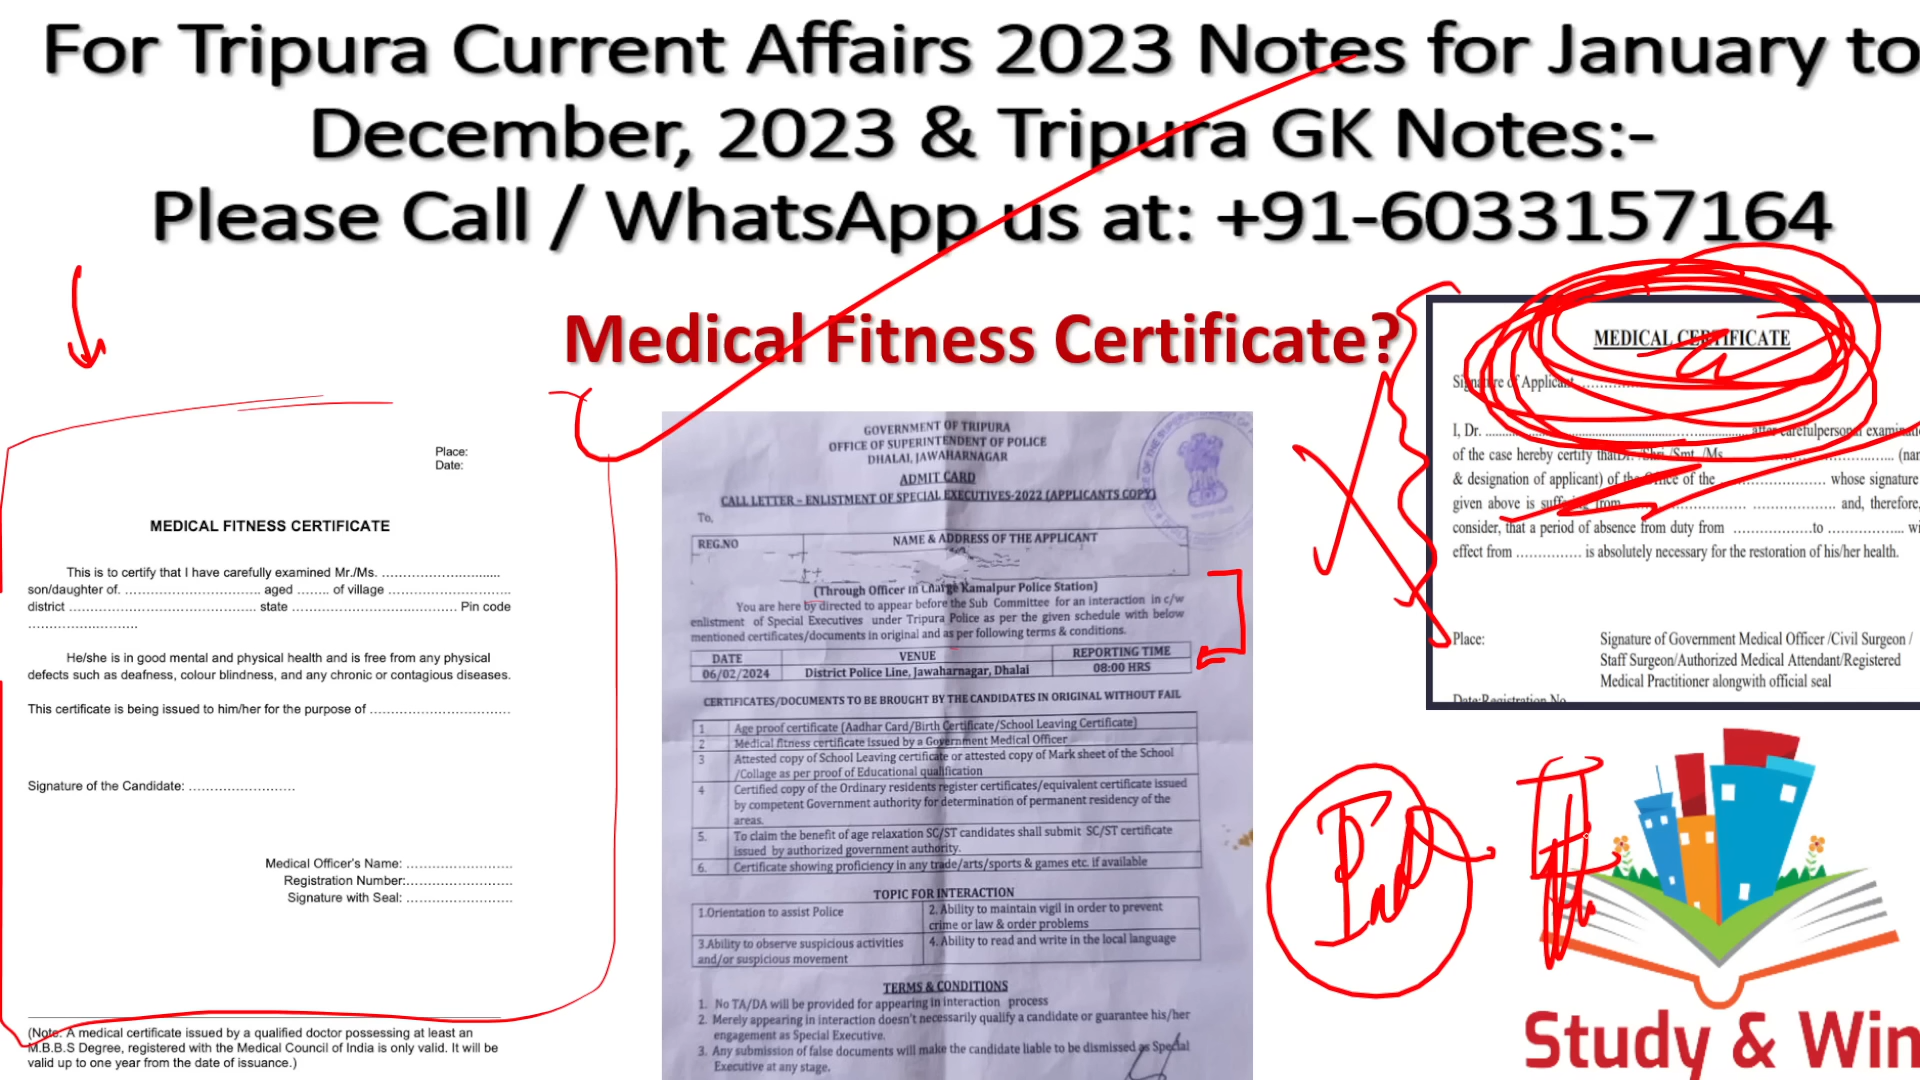 For Tripura Current Affairs 2023 Notes for January to
December, 2023 & Tripura GK Notes:-
Please Call / WhatsApp us at: +91-6033157164
Medical Fitness Certificate?
Place:
Date:
MEDICAL FITNESS CERTIFICATE
This is to certify that I have carefully examined Mr./Ms. ............................
son/daughter of. ................................ aged ........ of village ..............................
district ............................................ state ........................................ Pin code
............................
He/she is in good mental and physical health and is free from any physical
defects such as deafness, colour blindness, and any chronic or contagious diseases.
This certificate is being issued to him/her for the purpose of ..................................
Signature of the Candidate: ..........................
Medical Officer's Name: ..........................
Registration Number:..........................
Signature with Seal: ..........................
(Note: A medical certificate issued by a qualified doctor possessing at least an
M.B.B.S Degree, registered with the Medical Council of India is only valid. It will be
valid up to one year from the date of issuance.)
GOVERNMENT OF TRIPURA
OFFICE OF SUPERINTENDENT OF POLICE
DHALAI, JAWAHARNAGAR
ADMIT CARD
CALL LETTER – ENLISTMENT OF SPECIAL EXECUTIVES-2022 (APPLICANTS COPY)
To,
REG.NO NAME & ADDRESS OF THE APPLICANT
(Through Officer in Charge Kamalpur Police Station)
You are here by directed to appear before the Sub Committee for an interaction in c/w
enlistment of Special Executives under Tripura Police as per the given schedule with below
mentioned certificates/documents in original and as per following terms & conditions.
DATE VENUE REPORTING TIME
06/02/2024 District Police Line, Jawaharnagar, Dhalai 08:00 HRS
CERTIFICATES/DOCUMENTS TO BE BROUGHT BY THE CANDIDATES IN ORIGINAL WITHOUT FAIL
1 Age proof certificate (Aadhar Card/Birth Certificate/School Leaving Certificate)
2 Medical fitness certificate issued by a Government Medical Officer
3 Attested copy of School Leaving certificate or attested copy of Mark sheet of the School
/Collage as per proof of Educational qualification
4 Certified copy of the Ordinary residents register certificates/equivalent certificate issued
by competent Government authority for determination of permanent residency of the
areas.
5. To claim the benefit of age relaxation SC/ST candidates shall submit SC/ST certificate
issued by authorized government authority.
6. Certificate showing proficiency in any trade/arts/sports & games etc. if available
TOPIC FOR INTERACTION
1.Orientation to assist Police 2. Ability to maintain vigil in order to prevent
crime or law & order problems
3.Ability to observe suspicious activities 4. Ability to read and write in the local language
and/or suspicious movement
TERMS & CONDITIONS
1. No TA/DA will be provided for appearing in interaction process
2. Merely appearing in interaction doesn't necessarily qualify a candidate or guarantee his/her
engagement as Special Executive.
3. Any submission of false documents will make the candidate liable to be dismissed as Special
Executive at any stage.
MEDICAL CERTIFICATE
Signature of Applicant ..........
I, Dr. .................................................. after carefulpersonal examinati
of the case hereby certify thatDr. /Shri /Smt. /Ms. .......................... (nan
& designation of applicant) of the Office of the .......................... whose signature
given above is suffering from .......................... .................... and, therefore,
consider, that a period of absence from duty from ....................to .................. wi
effect from ................ is absolutely necessary for the restoration of his/her health.
Place: Signature of Government Medical Officer /Civil Surgeon /
Staff Surgeon/Authorized Medical Attendant/Registered
Medical Practitioner alongwith official seal
Date:Registration No
Study & Win